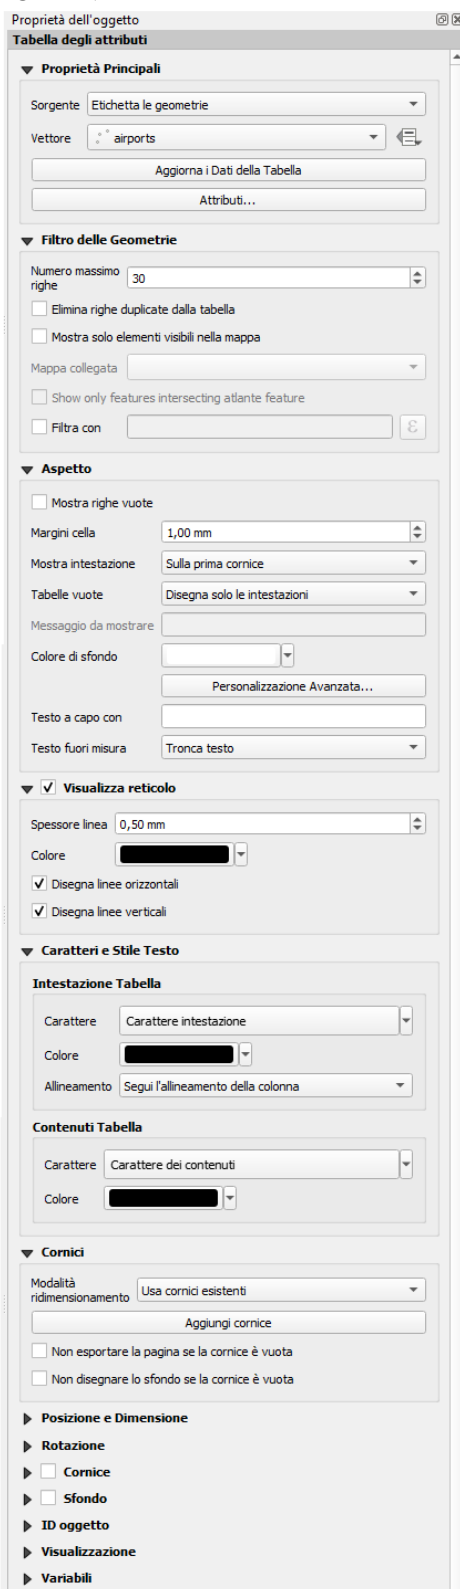 Proprietà dell'oggetto
Tabella degli attributi
Proprietà Principali
Sorgente Etichetta le geometrie
Vettore airports
Aggiorna i Dati della Tabella
Attributi...
Filtro delle Geometrie
Numero massimo
righe 30
Elimina righe duplicate dalla tabella
Mostra solo elementi visibili nella mappa
Mappa collegata
Show only features intersecting atlante feature
Filtra con ε
Aspetto
Mostra righe vuote
Margini cella 1,00 mm
Mostra intestazione Sulla prima cornice
Tabelle vuote Disegna solo le intestazioni
Messaggio da mostrare
Colore di sfondo
Personalizzazione Avanzata...
Testo a capo con
Testo fuori misura Tronca testo
Visualizza reticolo
Spessore linea 0,50 mm
Colore
Disegna linee orizzontali
Disegna linee verticali
Caratteri e Stile Testo
Intestazione Tabella
Carattere Carattere intestazione
Colore
Allineamento Segui l'allineamento della colonna
Contenuti Tabella
Carattere Carattere dei contenuti
Colore
Cornici
Modalità
ridimensionamento Usa cornici esistenti
Aggiungi cornice
Non esportare la pagina se la cornice è vuota
Non disegnare lo sfondo se la cornice è vuota
Posizione e Dimensione
Rotazione
Cornice
Sfondo
ID oggetto
Visualizzazione
Variabili